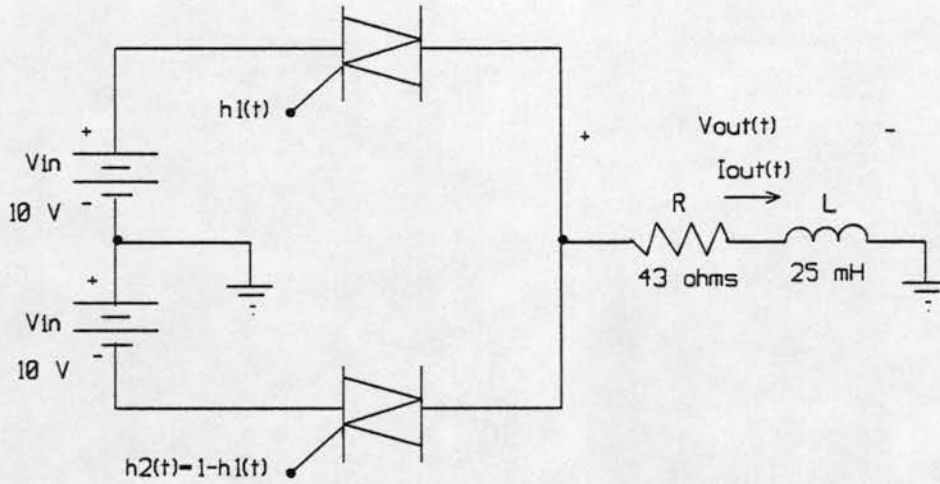 h1(t)
+
Vin
-
10 V
+
Vin
-
10 V
h2(t)=1-h1(t)
+ Vout(t) -
Iout(t)
R L
43 ohms 25 mH